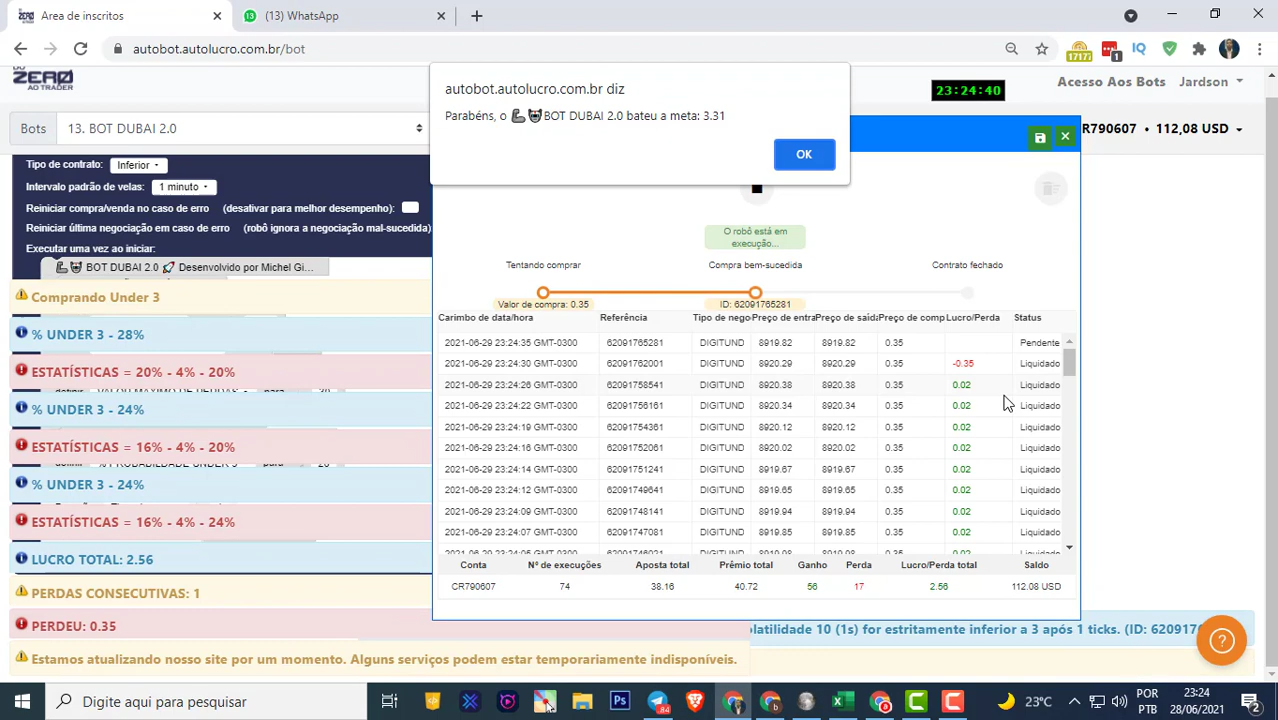 Area de inscritos
(13) WhatsApp
autobot.autolucro.com.br/bot
17177
IQ
1
DO
ZERO
AO TRADER
23:24:40
Acesso Aos Bots
Jardson
autobot.autolucro.com.br diz
Parabéns, o 💪😈BOT DUBAI 2.0 bateu a meta: 3.31
OK
Bots
13. BOT DUBAI 2.0
R790607 • 112,08 USD
Tipo de contrato: Inferior
Intervalo padrão de velas: 1 minuto
Reiniciar compra/venda no caso de erro (desativar para melhor desempenho):
Reiniciar última negociação em caso de erro (robô ignora a negociação mal-sucedida)
Executar uma vez ao iniciar:
BOT DUBAI 2.0 🚀 Desenvolvido por Michel Gi...
Comprando Under 3
% UNDER 3 - 28%
ESTATÍSTICAS = 20% - 4% - 20%
% UNDER 3 - 24%
ESTATÍSTICAS = 16% - 4% - 20%
% UNDER 3 - 24%
ESTATÍSTICAS = 16% - 4% - 24%
LUCRO TOTAL: 2.56
PERDAS CONSECUTIVAS: 1
PERDEU: 0.35
Estamos atualizando nosso site por um momento. Alguns serviços podem estar temporariamente indisponíveis.
O robô está em
execução...
Tentando comprar
Compra bem-sucedida
Contrato fechado
Valor de compra: 0.35
ID: 62091765281
Carimbo de data/hora Referência Tipo de nego Preço de entra Preço de saída Preço de comp Lucro/Perda Status
2021-06-29 23:24:35 GMT-0300 62091765281 DIGITUND 8919.82 8919.82 0.35 Pendente
2021-06-29 23:24:30 GMT-0300 62091762001 DIGITUND 8920.29 8920.29 0.35 -0.35 Liquidado
2021-06-29 23:24:26 GMT-0300 62091758541 DIGITUND 8920.38 8920.38 0.35 0.02 Liquidado
2021-06-29 23:24:22 GMT-0300 62091756161 DIGITUND 8920.34 8920.34 0.35 0.02 Liquidado
2021-06-29 23:24:19 GMT-0300 62091754361 DIGITUND 8920.12 8920.12 0.35 0.02 Liquidado
2021-06-29 23:24:16 GMT-0300 62091752061 DIGITUND 8920.02 8920.02 0.35 0.02 Liquidado
2021-06-29 23:24:14 GMT-0300 62091751241 DIGITUND 8919.67 8919.67 0.35 0.02 Liquidado
2021-06-29 23:24:12 GMT-0300 62091749641 DIGITUND 8919.65 8919.65 0.35 0.02 Liquidado
2021-06-29 23:24:09 GMT-0300 62091748141 DIGITUND 8919.94 8919.94 0.35 0.02 Liquidado
2021-06-29 23:24:07 GMT-0300 62091747081 DIGITUND 8919.85 8919.85 0.35 0.02 Liquidado
Conta Nº de execuções Aposta total Prêmio total Ganho Perda Lucro/Perda total Saldo
CR790607 74 38.16 40.72 56 17 2.56 112.08 USD
latilidade 10 (1s) for estritamente inferior a 3 após 1 ticks. (ID: 62091
Digite aqui para pesquisar
Ps
84
b
23°C
POR
PTB
23:24
28/06/2021
2